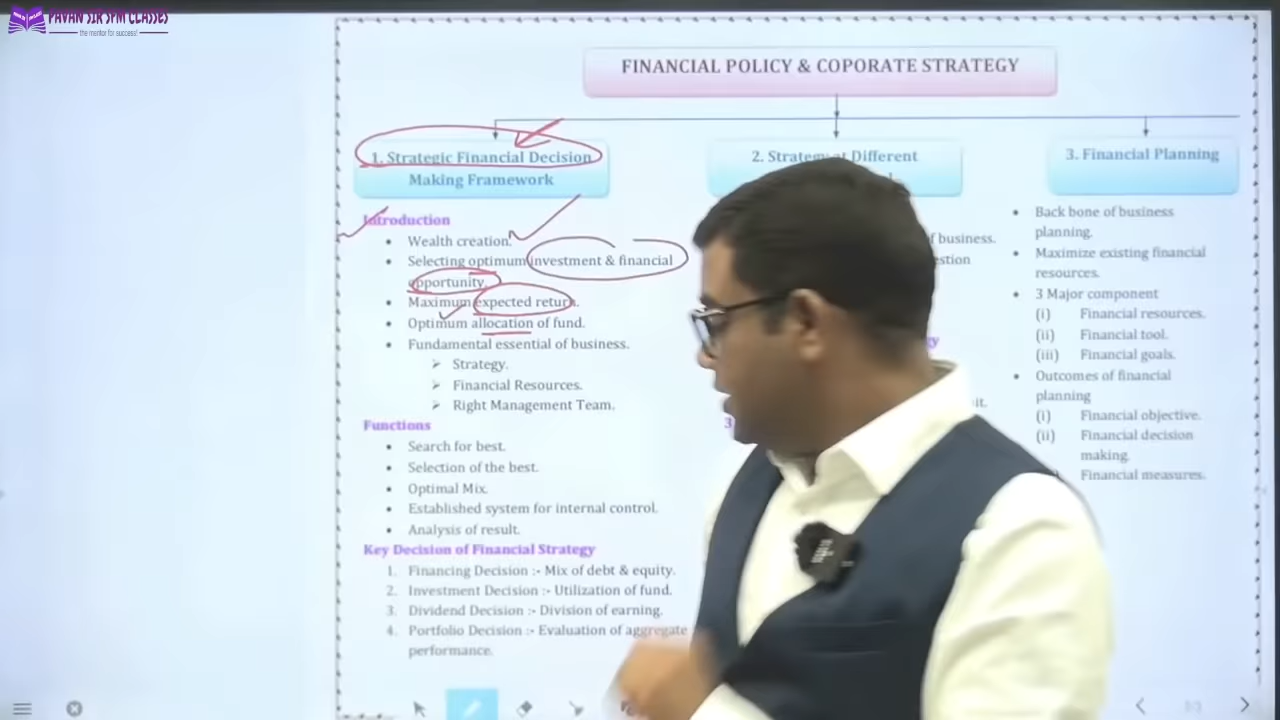 PAVAN SIR SFM CLASSES
the mentor for success!
FINANCIAL POLICY & COPORATE STRATEGY
1. Strategic Financial Decision
Making Framework
Introduction
• Wealth creation.
• Selecting optimum investment & financial
opportunity.
• Maximum expected return.
• Optimum allocation of fund.
• Fundamental essential of business.
➢ Strategy.
➢ Financial Resources.
➢ Right Management Team.
Functions
• Search for best.
• Selection of the best.
• Optimal Mix.
• Established system for internal control.
• Analysis of result.
Key Decision of Financial Strategy
1. Financing Decision :- Mix of debt & equity.
2. Investment Decision :- Utilization of fund.
3. Dividend Decision :- Division of earning.
4. Portfolio Decision :- Evaluation of aggregate
performance.
2. Strategy at Different
f business.
3
3. Financial Planning
• Back bone of business
planning.
• Maximize existing financial
resources.
• 3 Major component
(i) Financial resources.
(ii) Financial tool.
(iii) Financial goals.
• Outcomes of financial
planning
(i) Financial objective.
(ii) Financial decision
making.
Financial measures.